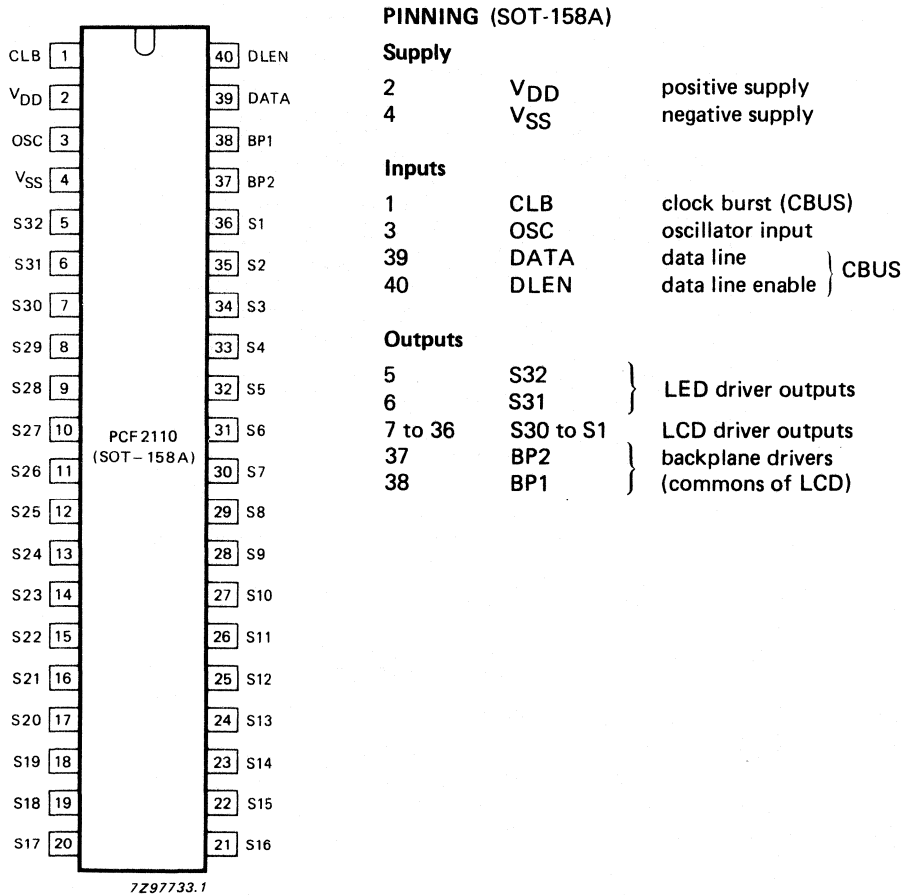 CLB 1
VDD 2
OSC 3
VSS 4
S32 5
S31 6
S30 7
S29 8
S28 9
S27 10
S26 11
S25 12
S24 13
S23 14
S22 15
S21 16
S20 17
S19 18
S18 19
S17 20
PCF2110
(SOT–158A)
40 DLEN
39 DATA
38 BP1
37 BP2
36 S1
35 S2
34 S3
33 S4
32 S5
31 S6
30 S7
29 S8
28 S9
27 S10
26 S11
25 S12
24 S13
23 S14
22 S15
21 S16
7Z97733.1
PINNING (SOT-158A)
Supply
2 VDD positive supply
4 VSS negative supply
Inputs
1 CLB clock burst (CBUS)
3 OSC oscillator input
39 DATA data line
40 DLEN data line enable
CBUS
Outputs
5 S32
6 S31
LED driver outputs
7 to 36 S30 to S1 LCD driver outputs
37 BP2 backplane drivers
38 BP1 (commons of LCD)